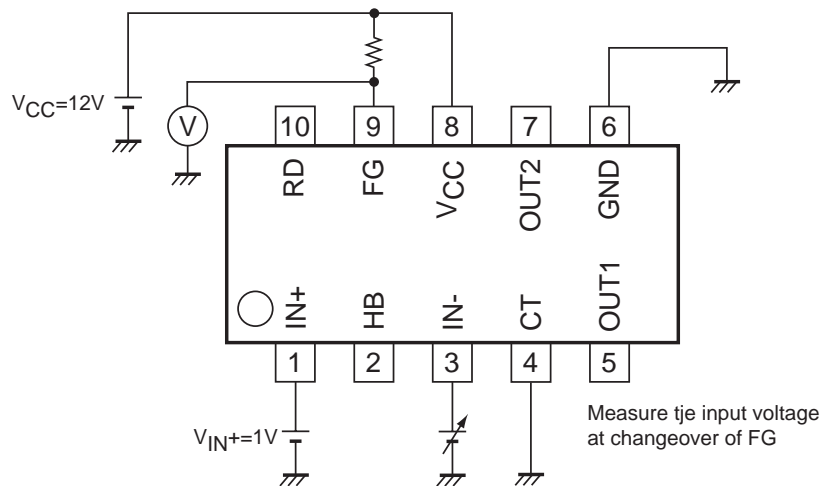 VCC=12V
V
10
9
8
7
6
RD
FG
VCC
OUT2
GND
IN+
HB
IN-
CT
OUT1
1
2
3
4
5
VIN+=1V
Measure tje input voltage
at changeover of FG